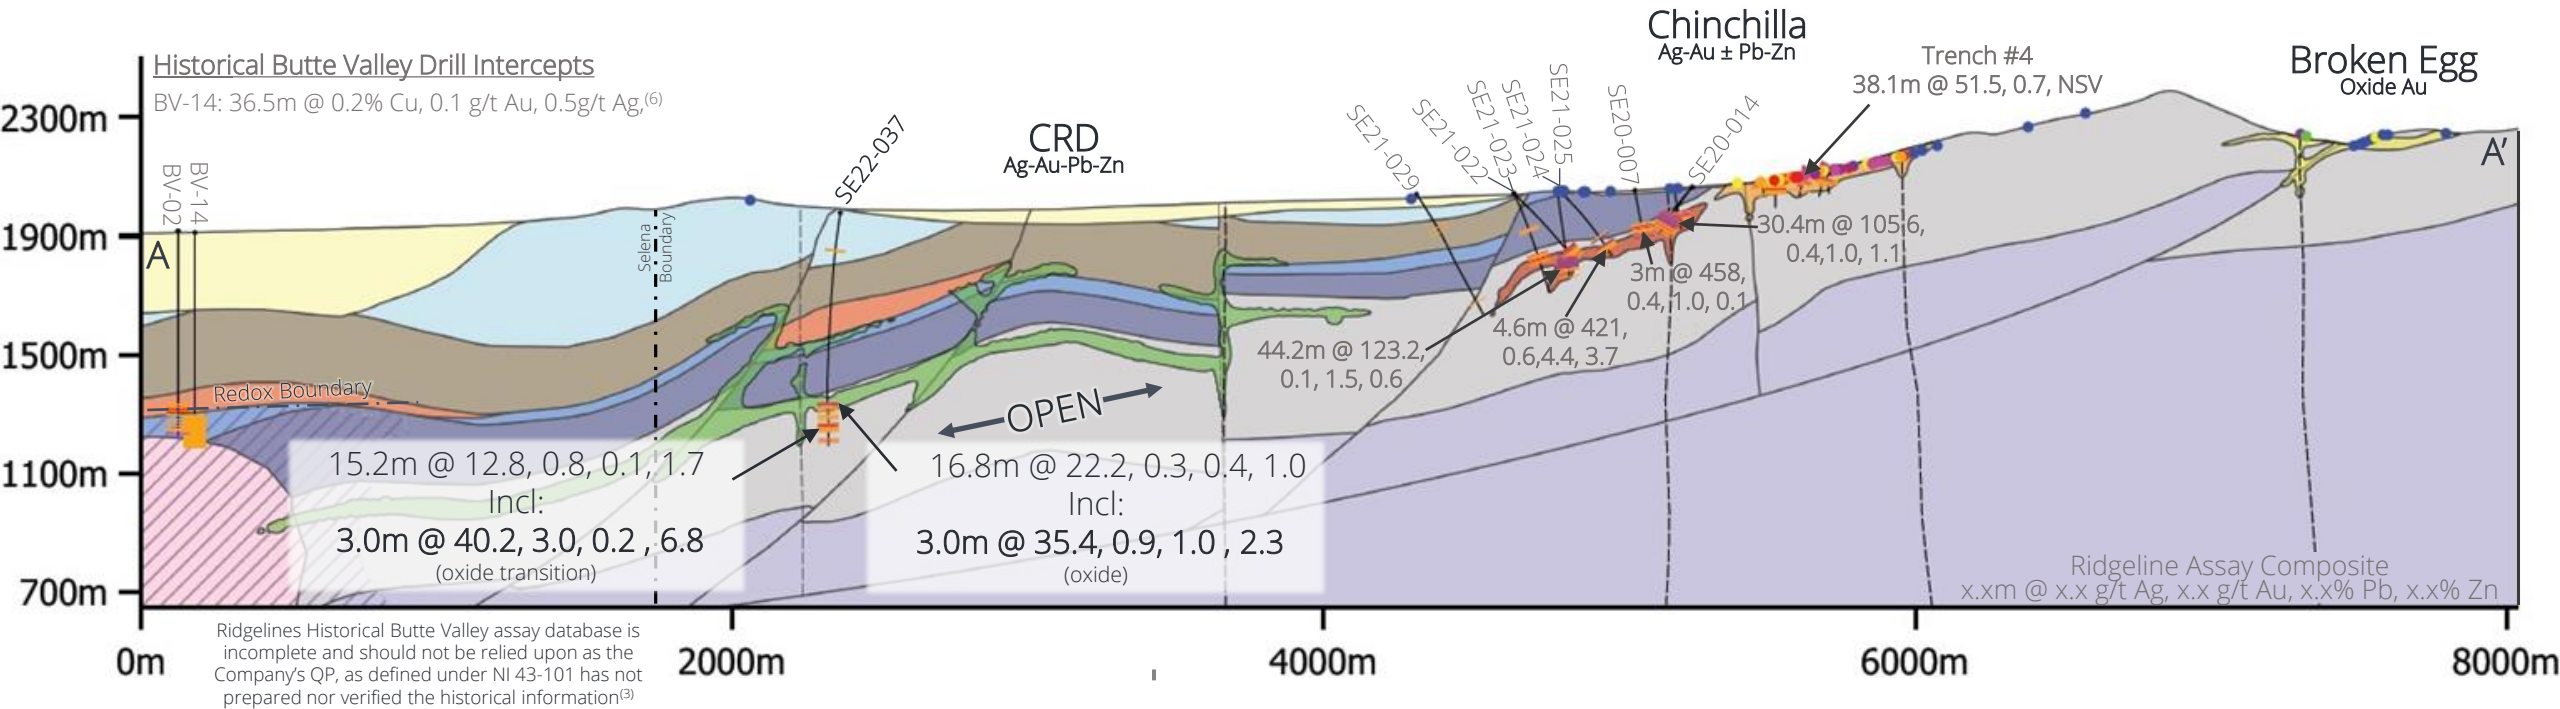 Chinchilla
Ag-Au ± Pb-Zn
Historical Butte Valley Drill Intercepts
BV-14: 36.5m @ 0.2% Cu, 0.1 g/t Au, 0.5g/t Ag,(6)
Trench #4
38.1m @ 51.5, 0.7, NSV
Broken Egg
Oxide Au
2300m
1900m
1500m
1100m
700m
A
A'
BV-02
BV-14
Selena
Boundary
SE22-037
CRD
Ag-Au-Pb-Zn
SE21-029
SE21-022
SE21-023
SE21-024
SE21-025
SE20-007
SE20-014
30.4m @ 105.6,
0.4,1.0, 1.1
3m @ 458,
0.4, 1.0, 0.1
4.6m @ 421,
0.6,4.4, 3.7
44.2m @ 123.2,
0.1, 1.5, 0.6
Redox Boundary
OPEN
15.2m @ 12.8, 0.8, 0.1, 1.7
Incl:
3.0m @ 40.2, 3.0, 0.2 , 6.8
(oxide transition)
16.8m @ 22.2, 0.3, 0.4, 1.0
Incl:
3.0m @ 35.4, 0.9, 1.0 , 2.3
(oxide)
Ridgeline Assay Composite
x.xm @ x.x g/t Ag, x.x g/t Au, x.x% Pb, x.x% Zn
0m
2000m
4000m
6000m
8000m
Ridgelines Historical Butte Valley assay database is
incomplete and should not be relied upon as the
Company's QP, as defined under NI 43-101 has not
prepared nor verified the historical information(3)